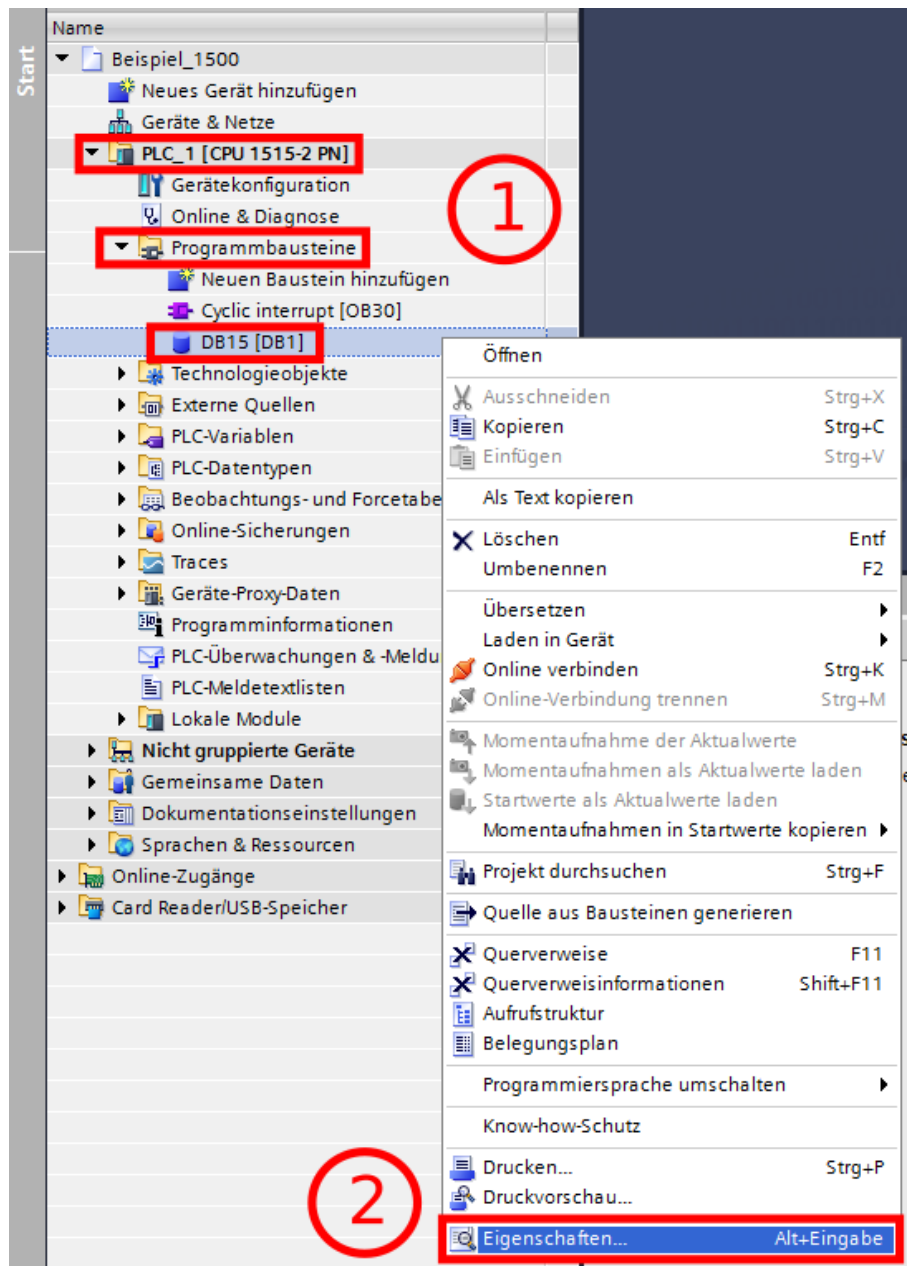 Start
Name
Beispiel_1500
Neues Gerät hinzufügen
Geräte & Netze
PLC_1 [CPU 1515-2 PN]
Gerätekonfiguration
Online & Diagnose
Programmbausteine
Neuen Baustein hinzufügen
Cyclic interrupt [OB30]
DB15 [DB1]
Technologieobjekte
Externe Quellen
PLC-Variablen
PLC-Datentypen
Beobachtungs- und Forcetabe
Online-Sicherungen
Traces
Geräte-Proxy-Daten
Programminformationen
PLC-Überwachungen & -Meldu
PLC-Meldetextlisten
Lokale Module
Nicht gruppierte Geräte
Gemeinsame Daten
Dokumentationseinstellungen
Sprachen & Ressourcen
Online-Zugänge
Card Reader/USB-Speicher
1
Öffnen
Ausschneiden Strg+X
Kopieren Strg+C
Einfügen Strg+V
Als Text kopieren
Löschen Entf
Umbenennen F2
Übersetzen
Laden in Gerät
Online verbinden Strg+K
Online-Verbindung trennen Strg+M
Momentaufnahme der Aktualwerte
Momentaufnahmen als Aktualwerte laden
Startwerte als Aktualwerte laden
Momentaufnahmen in Startwerte kopieren
Projekt durchsuchen Strg+F
Quelle aus Bausteinen generieren
Querverweise F11
Querverweisinformationen Shift+F11
Aufrufstruktur
Belegungsplan
Programmiersprache umschalten
Know-how-Schutz
Drucken... Strg+P
Druckvorschau...
2
Eigenschaften... Alt+Eingabe